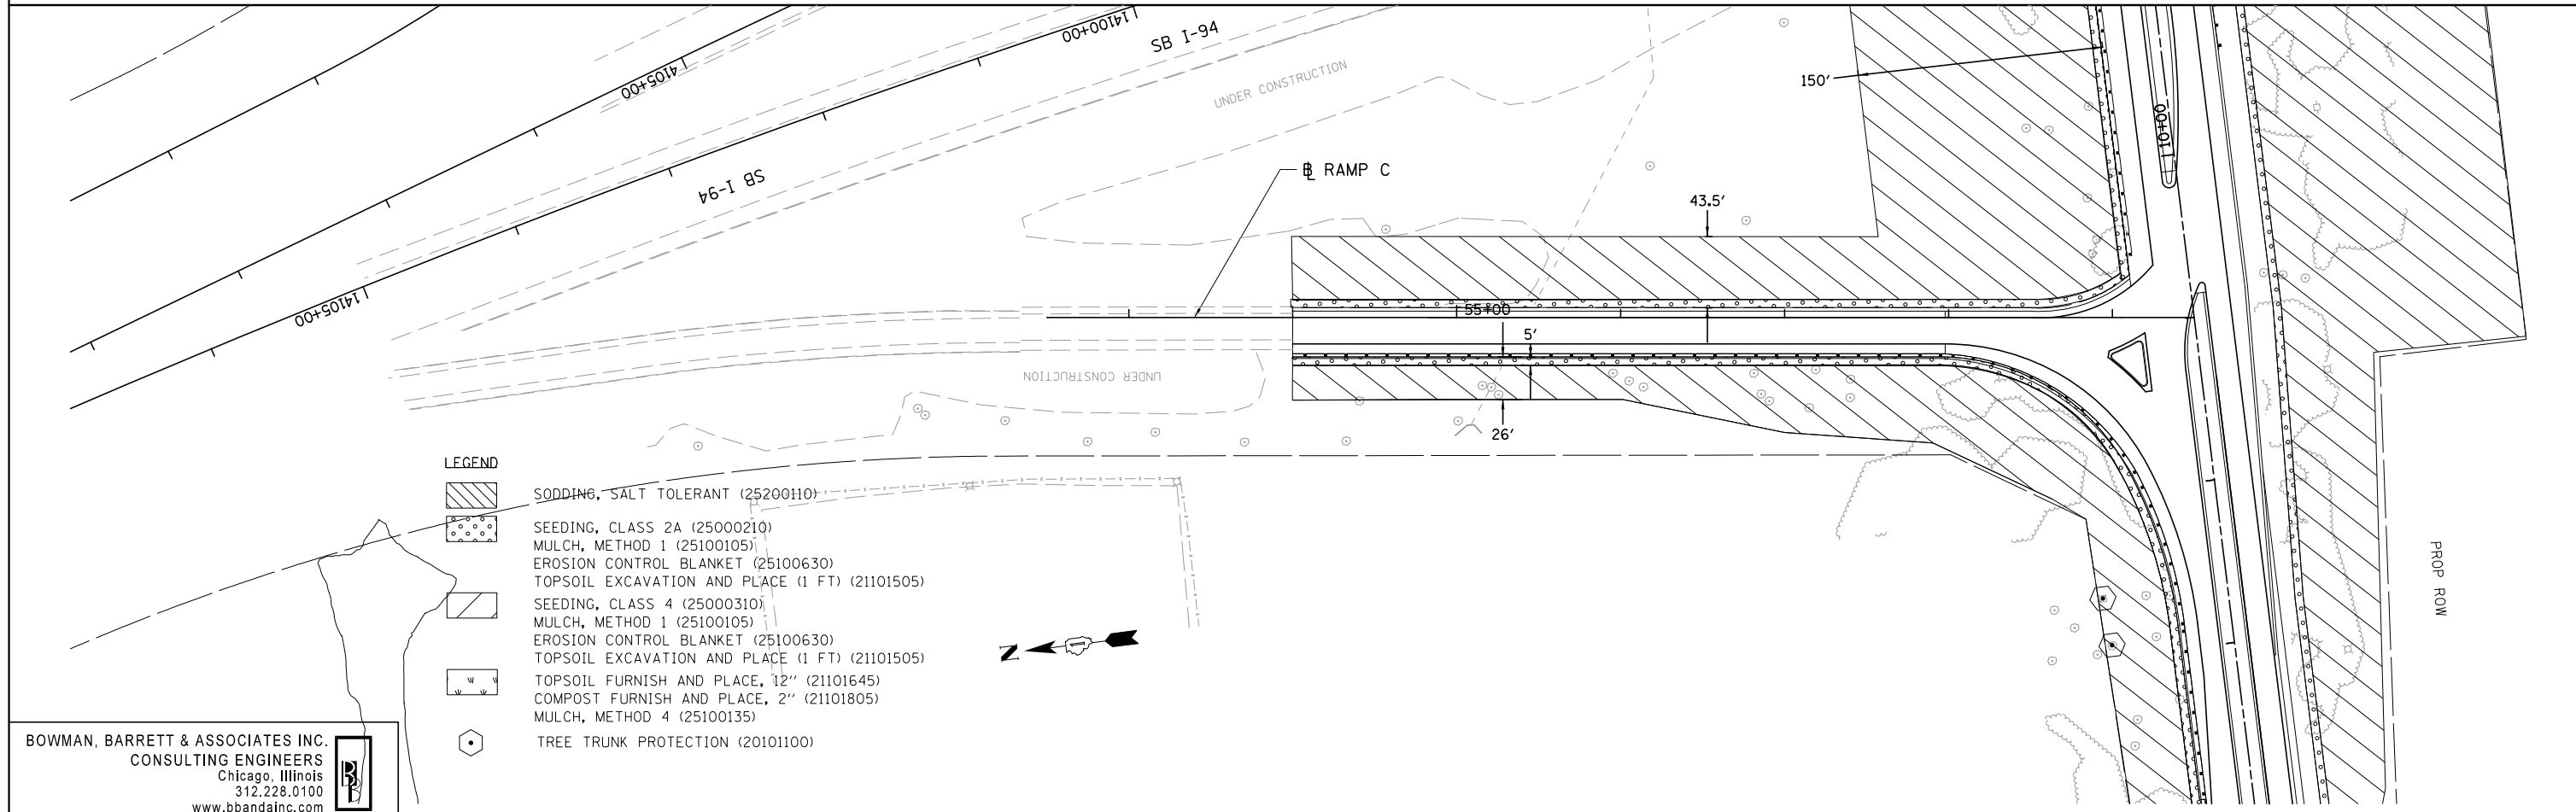 14100+00
SB I-94
14105+00
UNDER CONSTRUCTION
150'
10+00
SB I-94
℄ RAMP C
43.5'
14105+00
55+00
5'
UNDER CONSTRUCTION
26'
LEGEND
SODDING, SALT TOLERANT (25200110)
SEEDING, CLASS 2A (25000210)
MULCH, METHOD 1 (25100105)
EROSION CONTROL BLANKET (25100630)
TOPSOIL EXCAVATION AND PLACE (1 FT) (21101505)
SEEDING, CLASS 4 (25000310)
MULCH, METHOD 1 (25100105)
EROSION CONTROL BLANKET (25100630)
TOPSOIL EXCAVATION AND PLACE (1 FT) (21101505)
TOPSOIL FURNISH AND PLACE, 12'' (21101645)
COMPOST FURNISH AND PLACE, 2'' (21101805)
MULCH, METHOD 4 (25100135)
TREE TRUNK PROTECTION (20101100)
N
PROP ROW
BOWMAN, BARRETT & ASSOCIATES INC.
CONSULTING ENGINEERS
Chicago, Illinois
312.228.0100
www.bbandainc.com